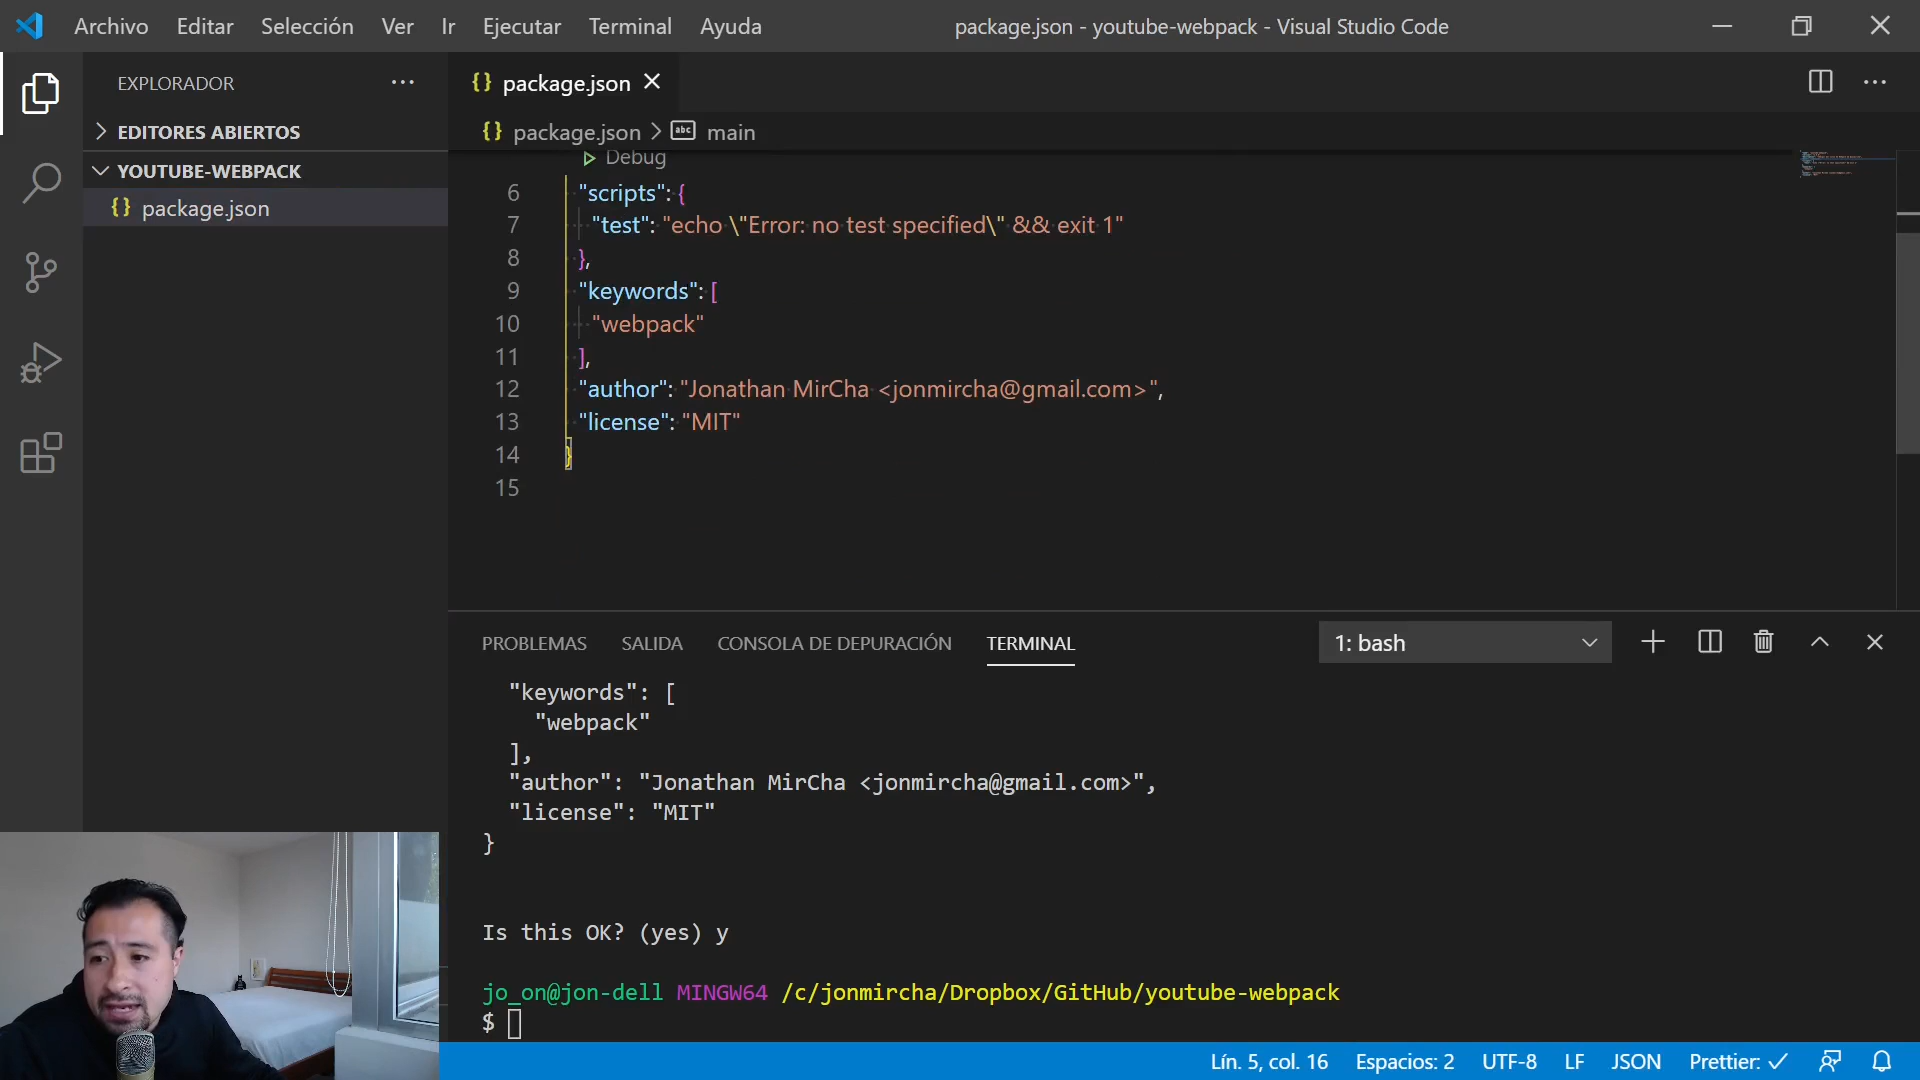 Archivo Editar Selección Ver Ir Ejecutar Terminal Ayuda package.json - youtube-webpack - Visual Studio Code
EXPLORADOR
EDITORES ABIERTOS
YOUTUBE-WEBPACK
package.json
package.json
package.json > main
Debug
6 "scripts": {
7 "test": "echo \"Error: no test specified\" && exit 1"
8 },
9 "keywords": [
10 "webpack"
11 ],
12 "author": "Jonathan MirCha <jonmircha@gmail.com>",
13 "license": "MIT"
14 }
15
PROBLEMAS SALIDA CONSOLA DE DEPURACIÓN TERMINAL 1: bash
"keywords": [
"webpack"
],
"author": "Jonathan MirCha <jonmircha@gmail.com>",
"license": "MIT"
}
Is this OK? (yes) y
jo_on@jon-dell MINGW64 /c/jonmircha/Dropbox/GitHub/youtube-webpack
$
Lín. 5, col. 16 Espacios: 2 UTF-8 LF JSON Prettier: ✓